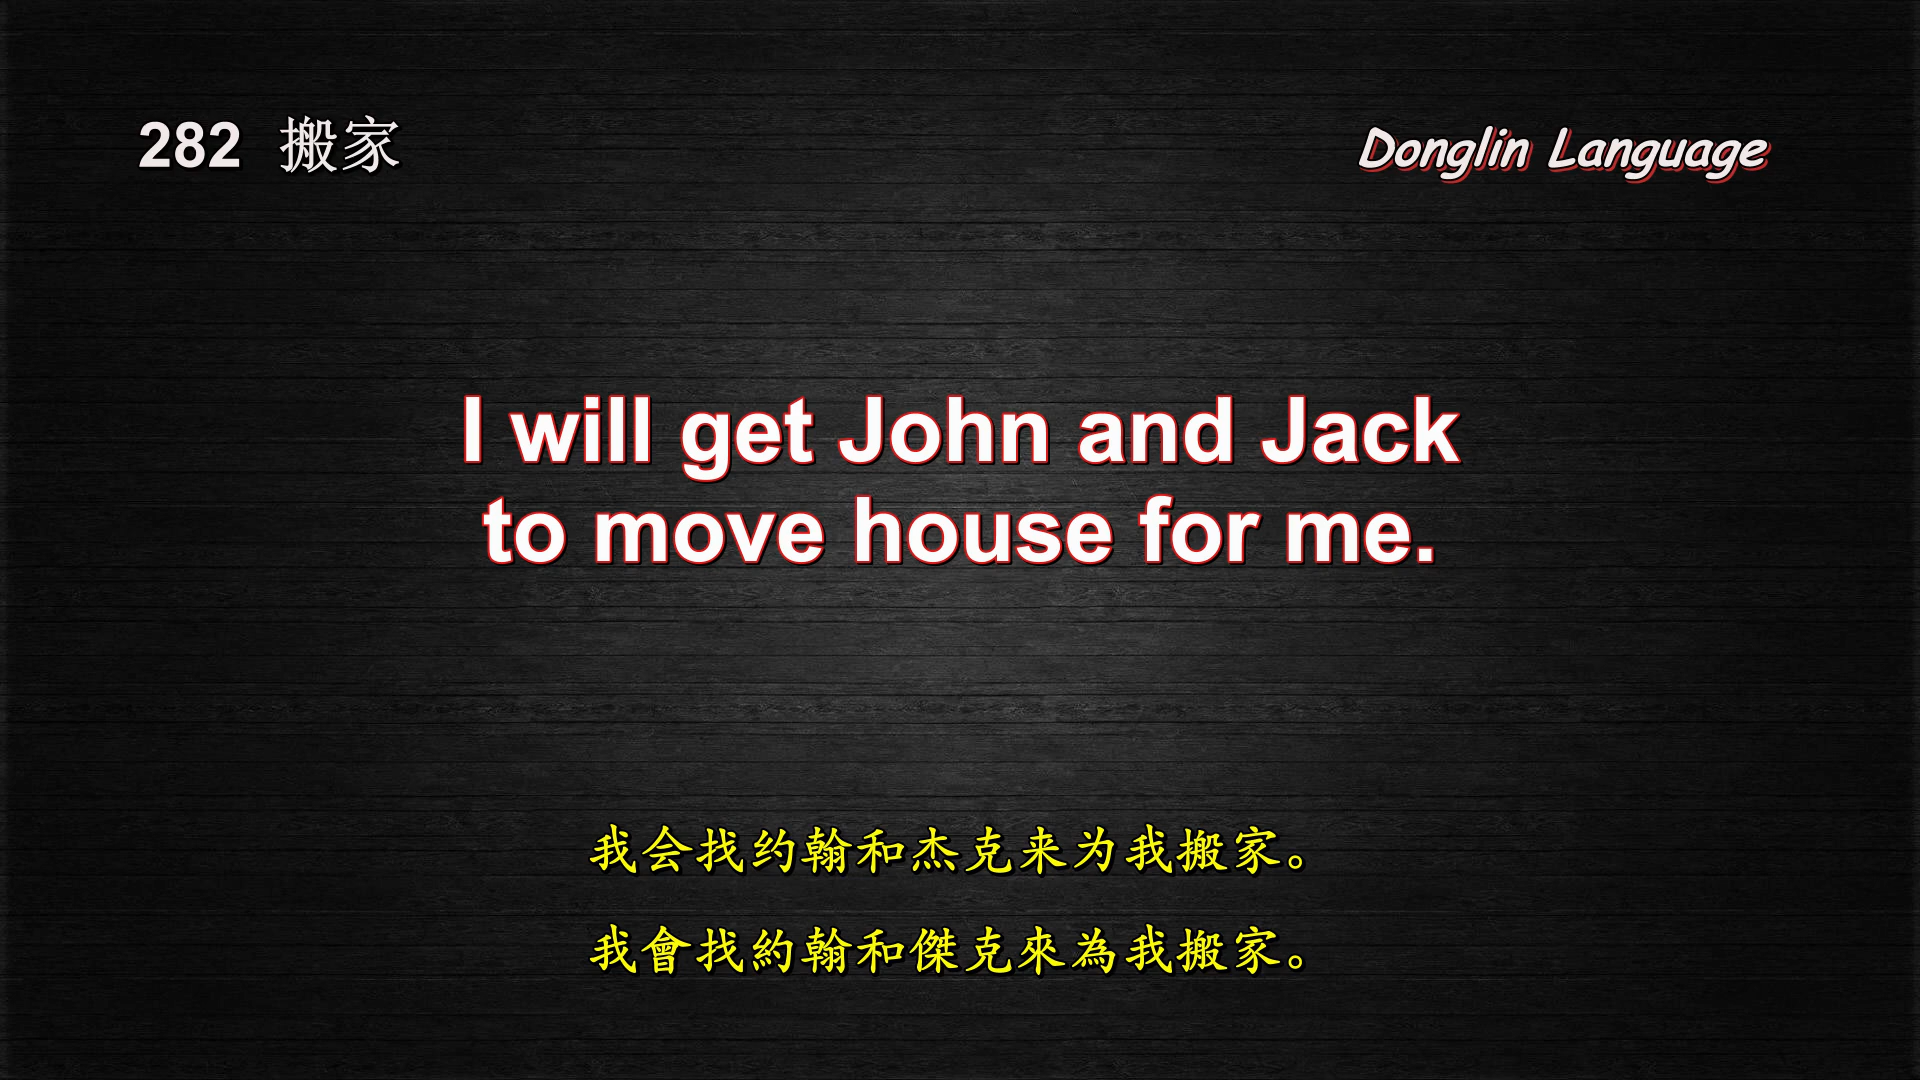 282 搬家
Donglin Language
I will get John and Jack
to move house for me.
我会找约翰和杰克来为我搬家。
我會找約翰和傑克來為我搬家。